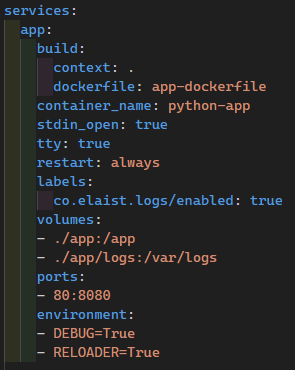 services:
  app:
    build:
      context: .
      dockerfile: app-dockerfile
    container_name: python-app
    stdin_open: true
    tty: true
    restart: always
    labels:
      co.elaist.logs/enabled: true
    volumes:
    - ./app:/app
    - ./app/logs:/var/logs
    ports:
    - 80:8080
    environment:
    - DEBUG=True
    - RELOADER=True